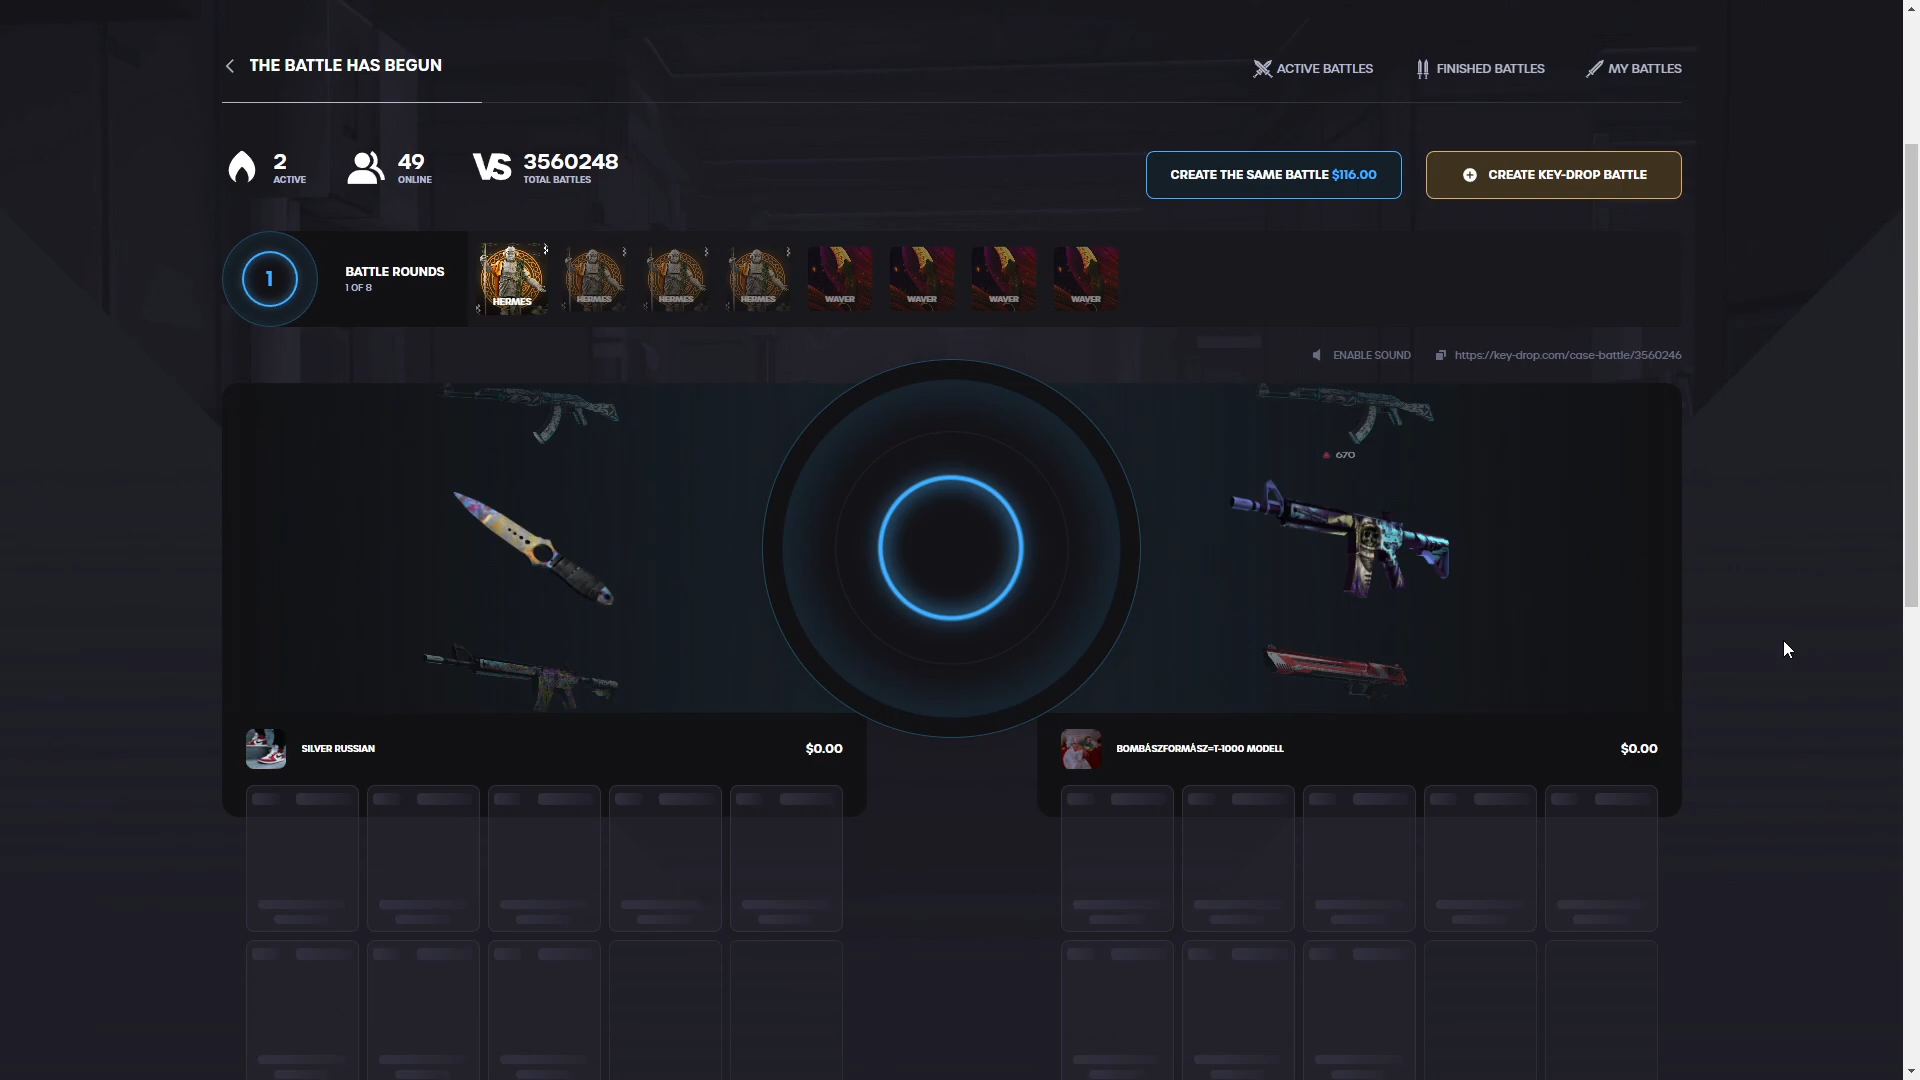 THE BATTLE HAS BEGUN
ACTIVE BATTLES
FINISHED BATTLES
MY BATTLES
2
ACTIVE
49
ONLINE
VS
3560248
TOTAL BATTLES
CREATE THE SAME BATTLE $116.00
CREATE KEY-DROP BATTLE
1
BATTLE ROUNDS
1 OF 8
HERMES
HERMES
HERMES
HERMES
WAVER
WAVER
WAVER
WAVER
ENABLE SOUND
https://key-drop.com/case-battle/3560246
670
SILVER RUSSIAN
$0.00
BOMBÁSZFORMÁSZ=T-1000 MODELL
$0.00